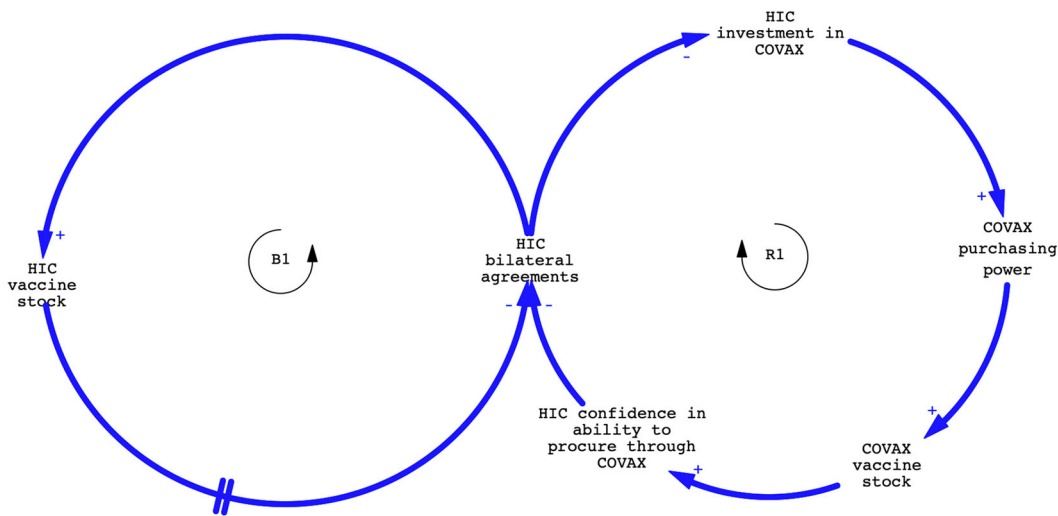 HIC
investment in
COVAX
-
+
COVAX
purchasing
power
+
HIC
vaccine
stock
B1
HIC
bilateral
agreements
R1
-
-
+
HIC confidence in
ability to
procure through
COVAX
+
COVAX
vaccine
stock